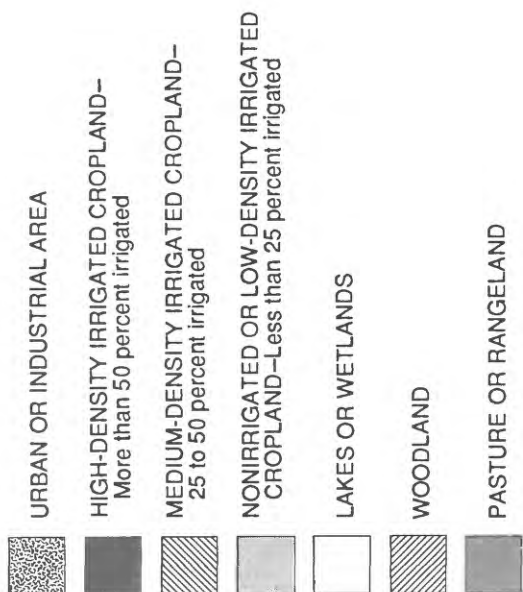 URBAN OR INDUSTRIAL AREA
HIGH-DENSITY IRRIGATED CROPLAND–
More than 50 percent irrigated
MEDIUM-DENSITY IRRIGATED CROPLAND–
25 to 50 percent irrigated
NONIRRIGATED OR LOW-DENSITY IRRIGATED
CROPLAND–Less than 25 percent irrigated
LAKES OR WETLANDS
WOODLAND
PASTURE OR RANGELAND